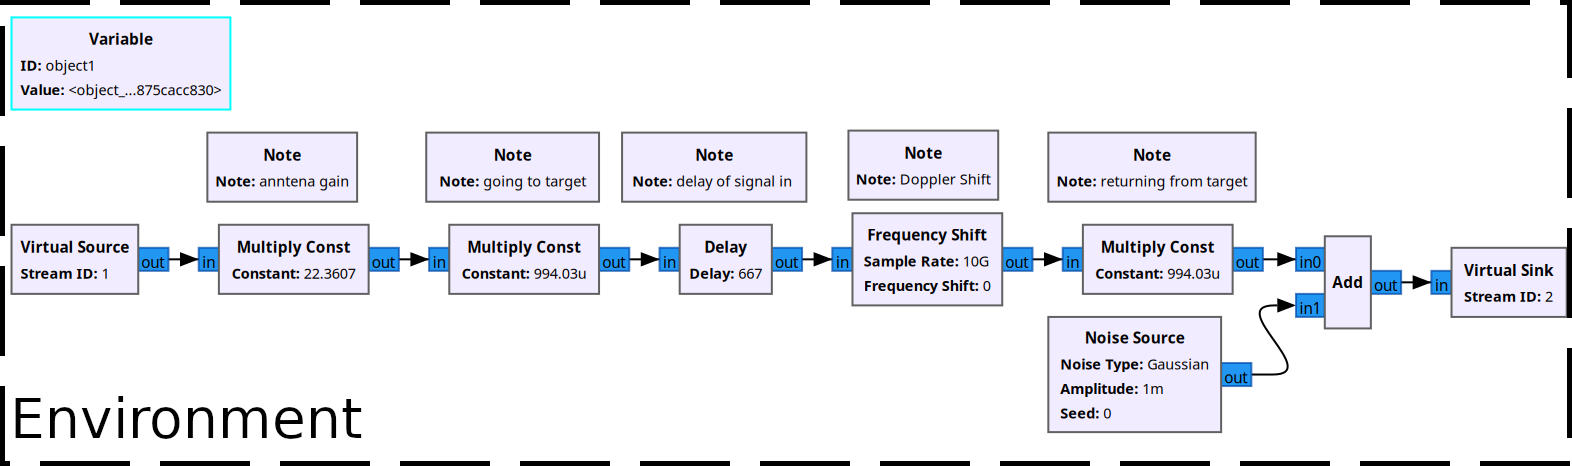 Variable
ID: object1
Value: <object_...875cacc830>
Note
Note: anntena gain
Note
Note: going to target
Note
Note: delay of signal in
Note
Note: Doppler Shift
Note
Note: returning from target
Virtual Source
Stream ID: 1
out
in
Multiply Const
Constant: 22.3607
out
in
Multiply Const
Constant: 994.03u
out
in
Delay
Delay: 667
out
in
Frequency Shift
Sample Rate: 10G
Frequency Shift: 0
out
in
Multiply Const
Constant: 994.03u
out
in0
in1
Add
out
in
Virtual Sink
Stream ID: 2
Noise Source
Noise Type: Gaussian
Amplitude: 1m
Seed: 0
out
Environment